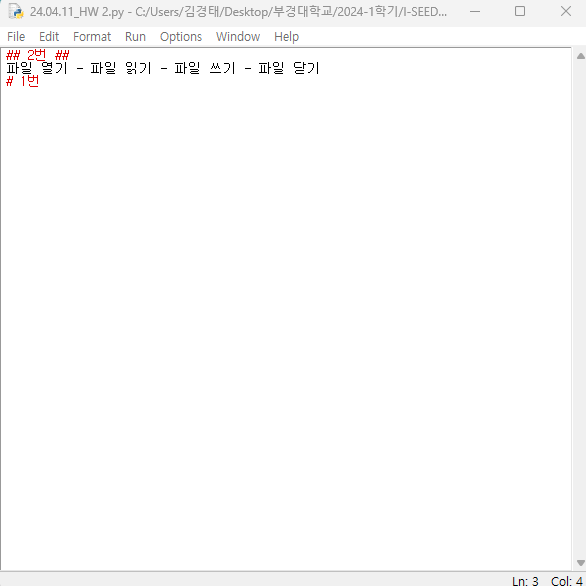 24.04.11_HW 2.py - C:/Users/김경태/Desktop/부경대학교/2024-1학기/I-SEED...
File Edit Format Run Options Window Help
## 2번 ##
파일 열기 - 파일 읽기 - 파일 쓰기 - 파일 닫기
# 1번
Ln: 3 Col: 4